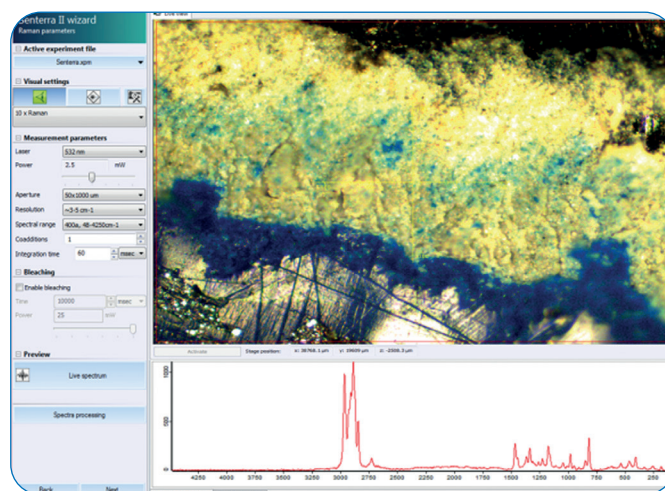 Senterra II wizard
Raman parameters
Active experiment file
Senterra.xpm
Visual settings
10 x Raman
Measurement parameters
Laser 532 nm
Power 2.5 mW
Aperture 50x1000 um
Resolution ~3-5 cm-1
Spectral range 400a, 48-4250cm-1
Coadditions 1
Integration time 60 msec
Bleaching
Enable bleaching
Time 10000 msec
Power 25 mW
Preview
Live spectrum
Spectra processing
Back Next
Live view
Activate Stage position:
1000
500
0
4250 4000 3750 3500 3250 3000 2750 2500 2250 2000 1750 1500 1250 1000 750 500 250